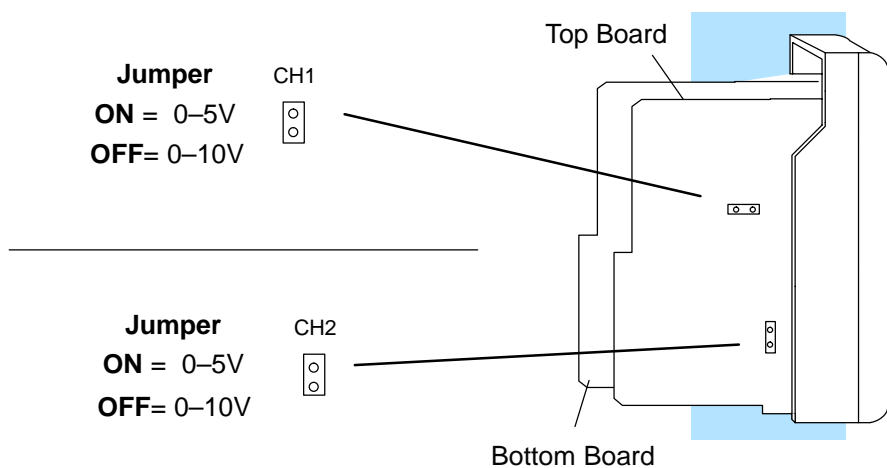 Top Board
Jumper CH1
ON = 0–5V
OFF= 0–10V
Jumper CH2
ON = 0–5V
OFF= 0–10V
Bottom Board